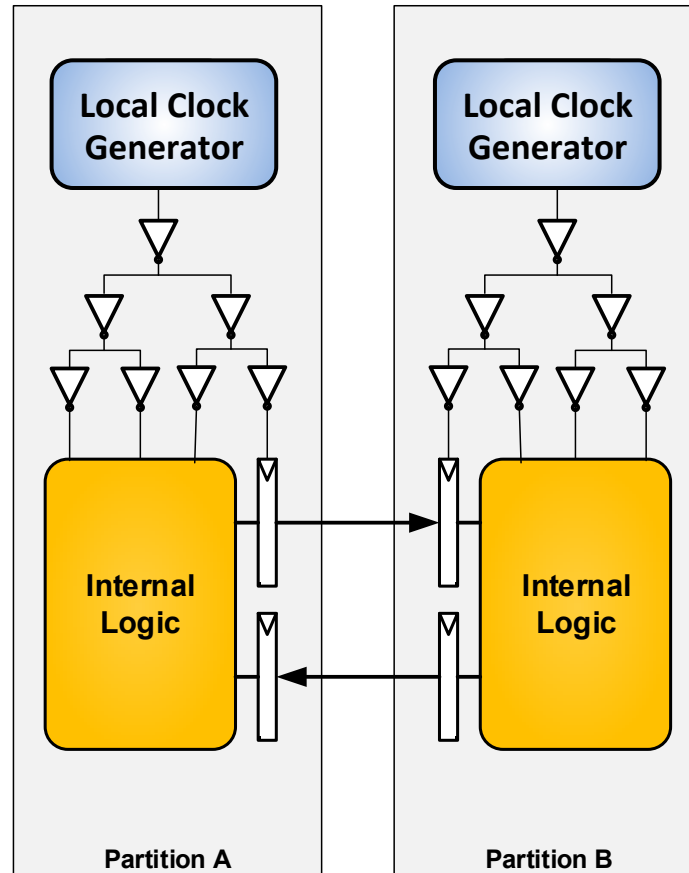 Local Clock
Generator
Local Clock
Generator
Internal
Logic
Internal
Logic
Partition A
Partition B